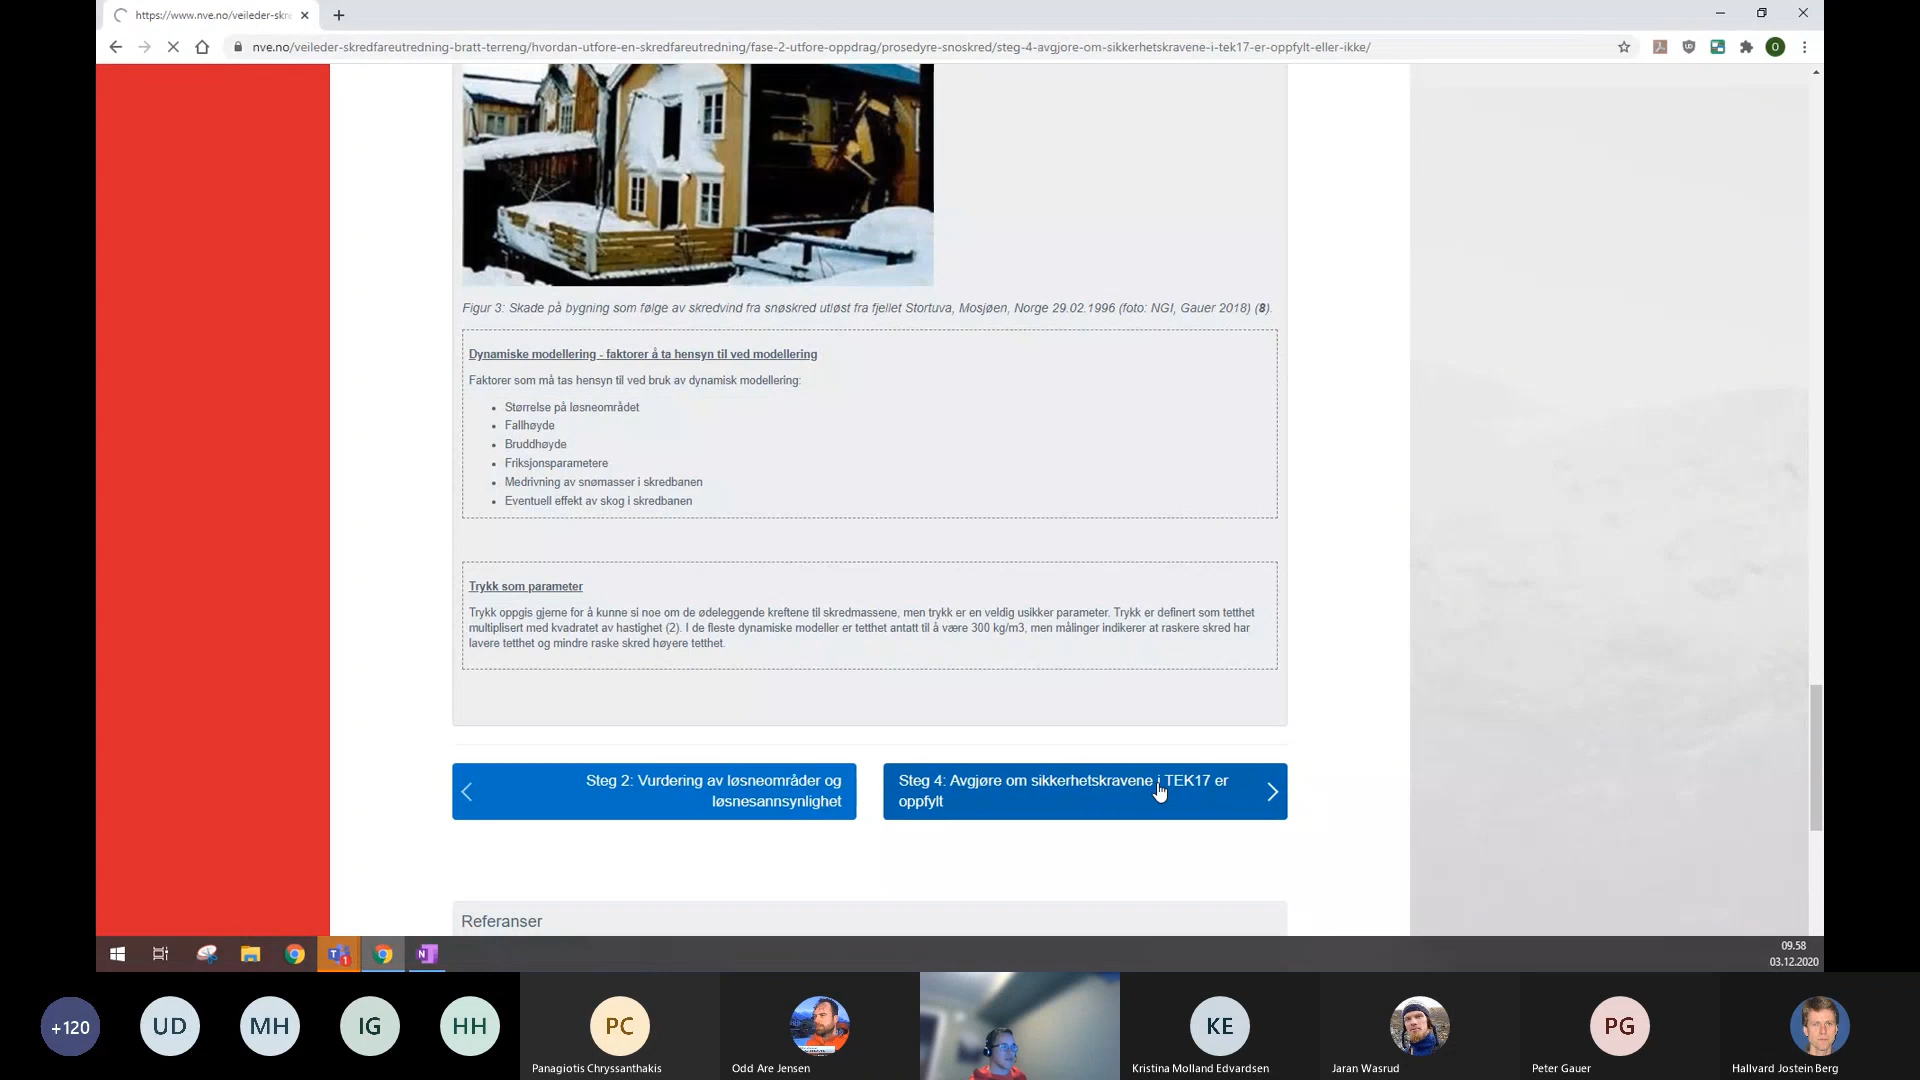 https://www.nve.no/veileder-skre
nve.no/veileder-skredfareutredning-bratt-terreng/hvordan-utfore-en-skredfareutredning/fase-2-utfore-oppdrag/prosedyre-snoskred/steg-4-avgjore-om-sikkerhetskravene-i-tek17-er-oppfylt-eller-ikke/
O
Figur 3: Skade på bygning som følge av skredvind fra snøskred utløst fra fjellet Stortuva, Mosjøen, Norge 29.02.1996 (foto: NGI, Gauer 2018) (8).
Dynamiske modellering - faktorer å ta hensyn til ved modellering
Faktorer som må tas hensyn til ved bruk av dynamisk modellering:
• Størrelse på løsneområdet
• Fallhøyde
• Bruddhøyde
• Friksjonsparametere
• Medrivning av snømasser i skredbanen
• Eventuell effekt av skog i skredbanen
Trykk som parameter
Trykk oppgis gjerne for å kunne si noe om de ødeleggende kreftene til skredmassene, men trykk er en veldig usikker parameter. Trykk er definert som tetthet
multiplisert med kvadratet av hastighet (2). I de fleste dynamiske modeller er tetthet antatt til å være 300 kg/m3, men målinger indikerer at raskere skred har
lavere tetthet og mindre raske skred høyere tetthet.
Steg 2: Vurdering av løsneområder og
løsnesannsynlighet
Steg 4: Avgjøre om sikkerhetskravene i TEK17 er
oppfylt
Referanser
1
N
09.58
03.12.2020
+120
UD
MH
IG
HH
PC
KE
PG
Panagiotis Chryssanthakis
Odd Are Jensen
Kristina Molland Edvardsen
Jaran Wasrud
Peter Gauer
Hallvard Jostein Berg